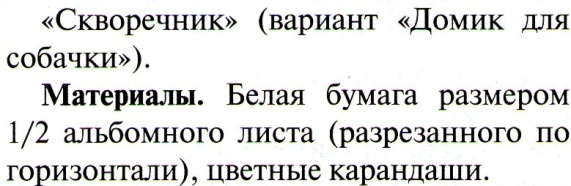 «Скворечник» (вариант «Домик для
собачки»).
Материалы. Белая бумага размером
1/2 альбомного листа (разрезанного по
горизонтали), цветные карандаши.